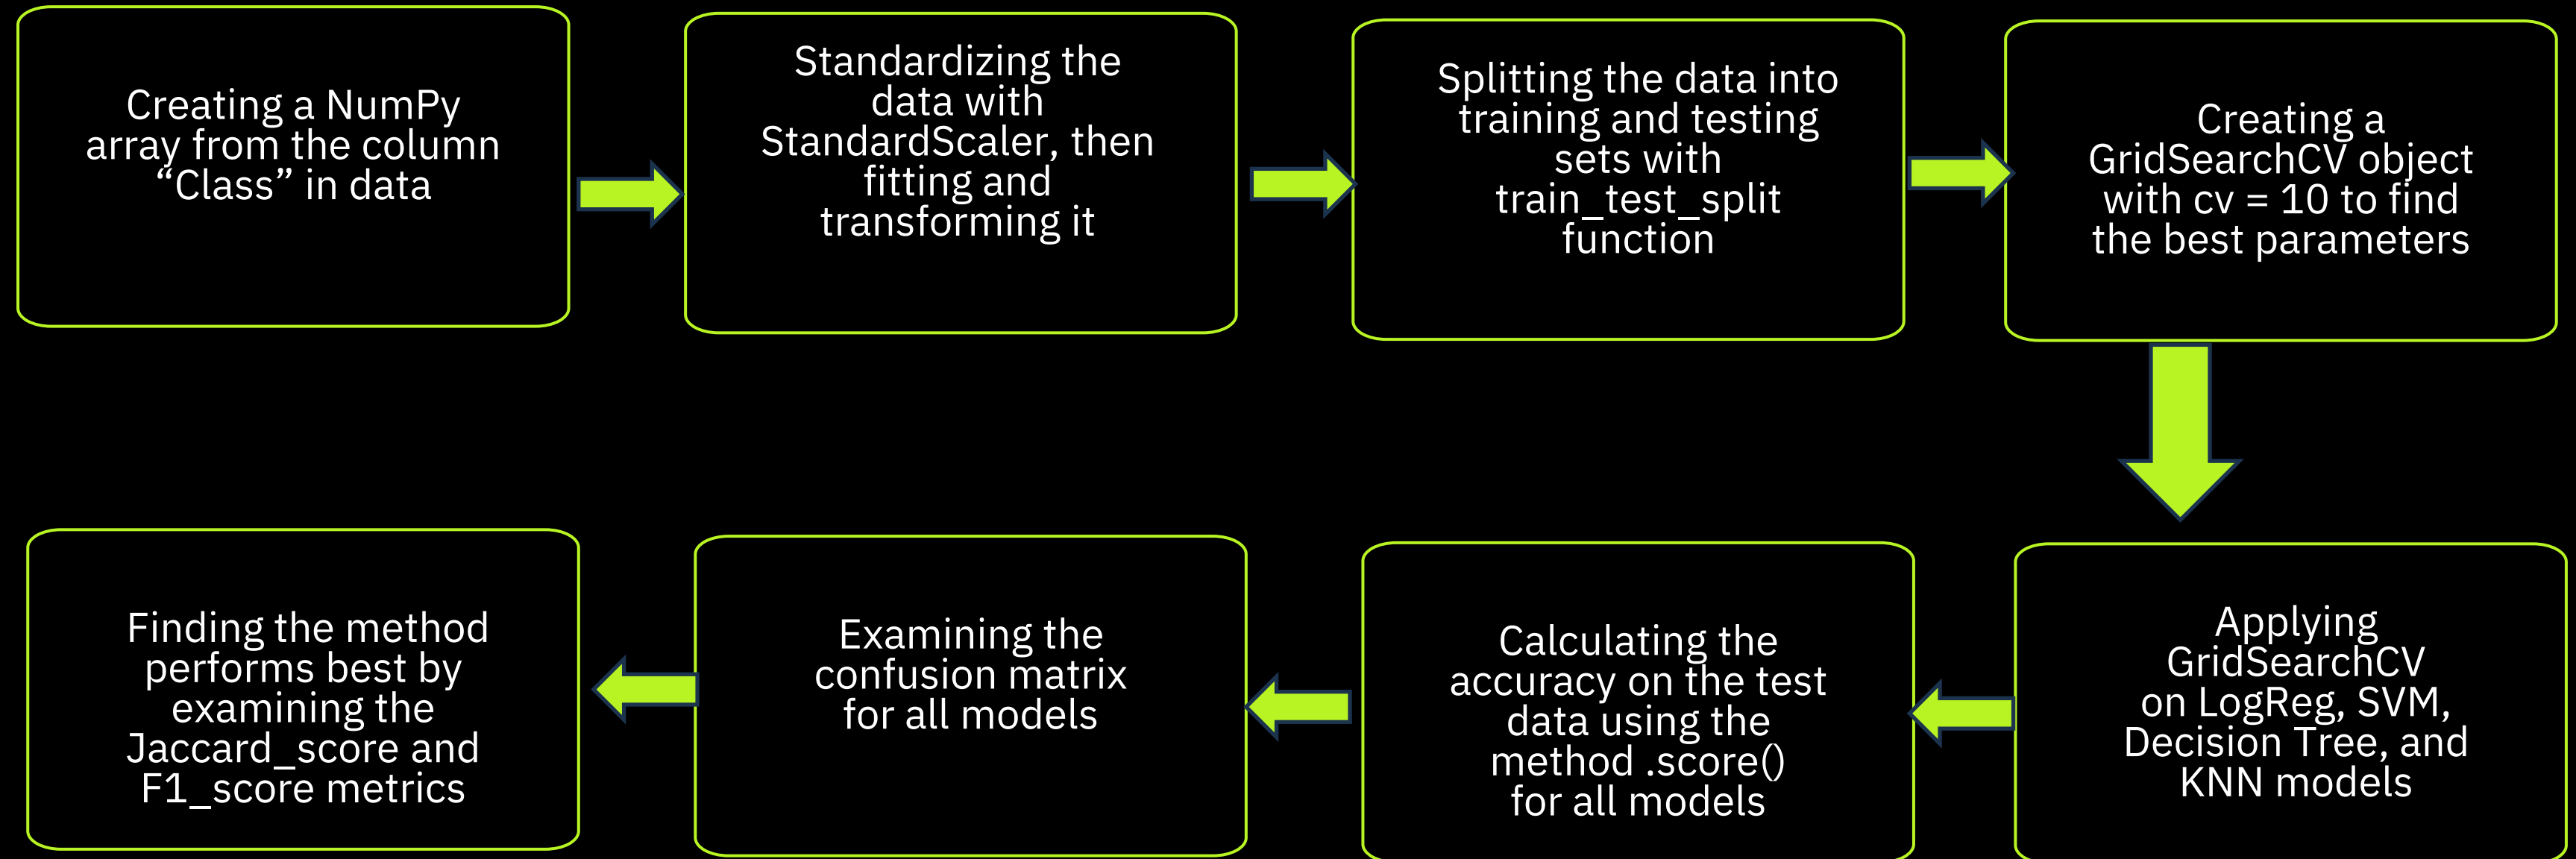 Creating a NumPy
array from the column
“Class” in data
Standardizing the
data with
StandardScaler, then
fitting and
transforming it
Splitting the data into
training and testing
sets with
train_test_split
function
Creating a
GridSearchCV object
with cv = 10 to find
the best parameters
Applying
GridSearchCV
on LogReg, SVM,
Decision Tree, and
KNN models
Calculating the
accuracy on the test
data using the
method .score()
for all models
Examining the
confusion matrix
for all models
Finding the method
performs best by
examining the
Jaccard_score and
F1_score metrics